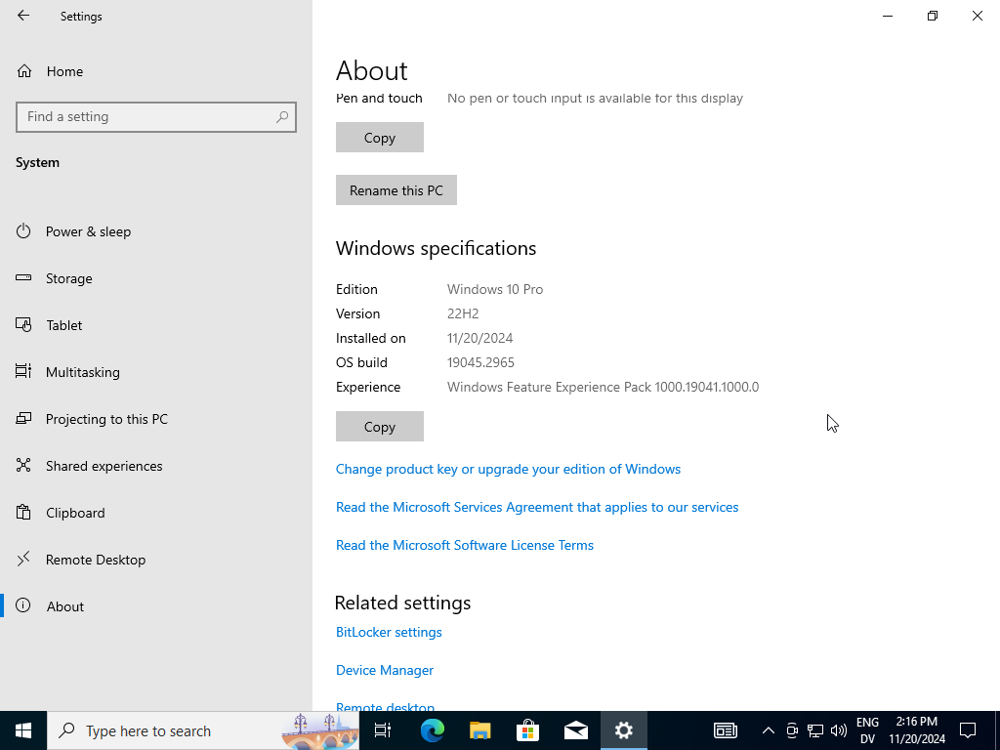 Settings
Home
Find a setting
System
Power & sleep
Storage
Tablet
Multitasking
Projecting to this PC
Shared experiences
Clipboard
Remote Desktop
About
About
Pen and touch No pen or touch input is available for this display
Copy
Rename this PC
Windows specifications
Edition Windows 10 Pro
Version 22H2
Installed on 11/20/2024
OS build 19045.2965
Experience Windows Feature Experience Pack 1000.19041.1000.0
Copy
Change product key or upgrade your edition of Windows
Read the Microsoft Services Agreement that applies to our services
Read the Microsoft Software License Terms
Related settings
BitLocker settings
Device Manager
Remote desktop
Type here to search
ENG 2:16 PM
DV 11/20/2024